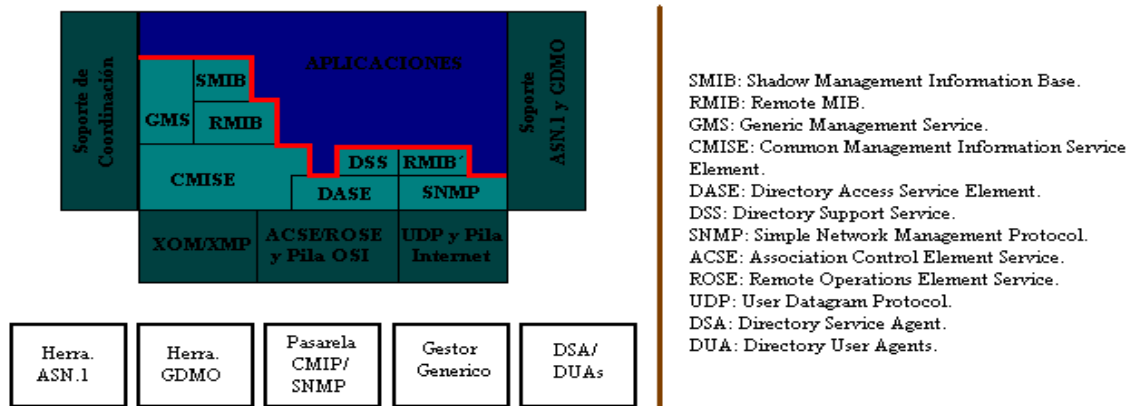 Soporte de
Coordinación
APLICACIONES
Soporte
ASN.1 y GDMO
SMIB
GMS
RMIB
CMISE
DSS
RMIB´
DASE
SNMP
XOM/XMP
ACSE/ROSE
y Pila OSI
UDP y Pila
Internet
Herra.
ASN.1
Herra.
GDMO
Pasarela
CMIP/
SNMP
Gestor
Generico
DSA/
DUAs
SMIB: Shadow Management Information Base.
RMIB: Remote MIB.
GMS: Generic Management Service.
CMISE: Common Management Information Service
Element.
DASE: Directory Access Service Element.
DSS: Directory Support Service.
SNMP: Simple Network Management Protocol.
ACSE: Association Control Element Service.
ROSE: Remote Operations Element Service.
UDP: User Datagram Protocol.
DSA: Directory Service Agent.
DUA: Directory User Agents.